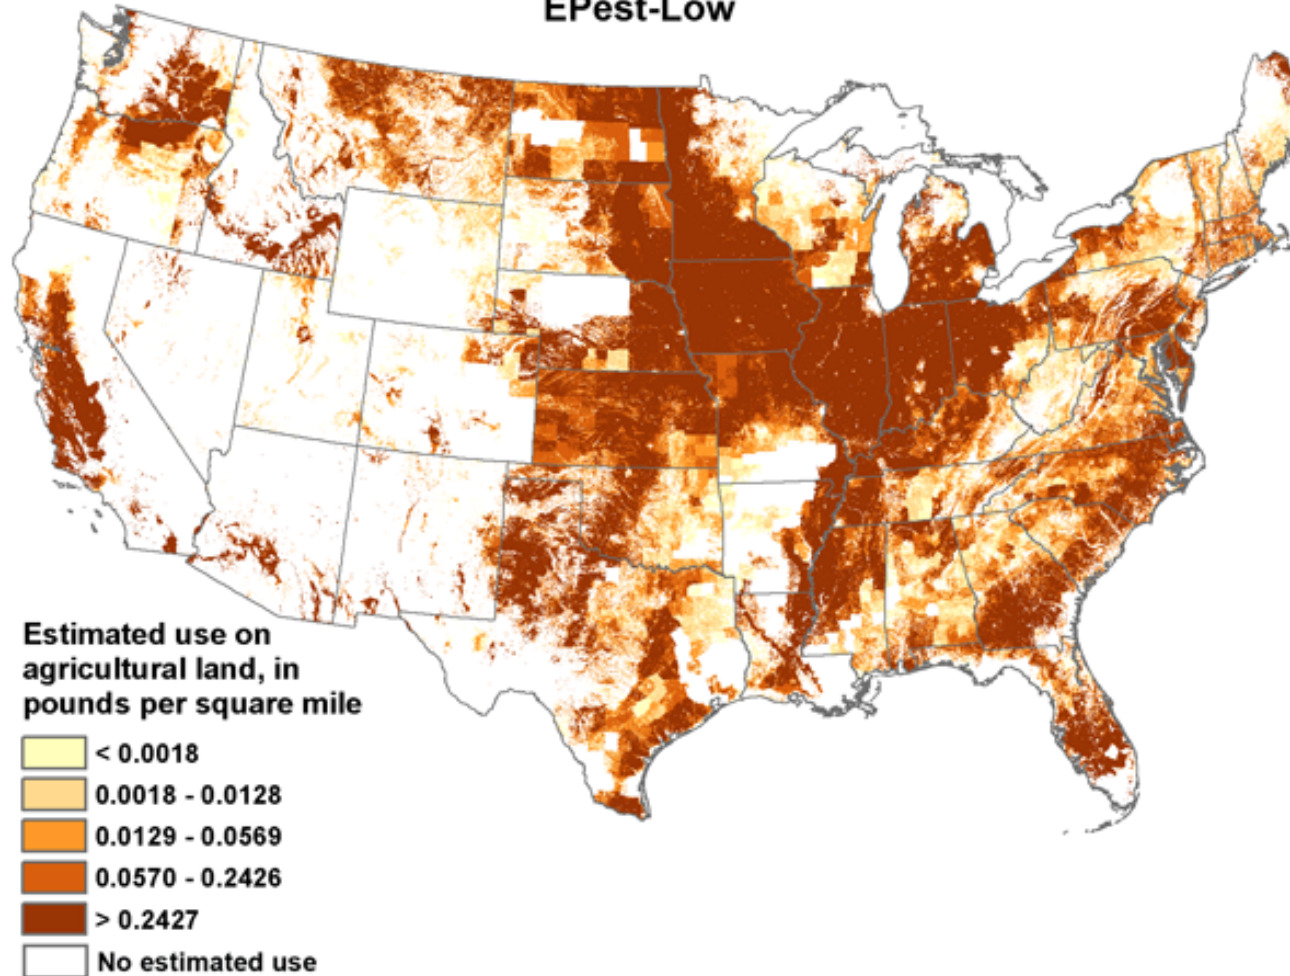 EPest-Low
Estimated use on
agricultural land, in
pounds per square mile
< 0.0018
0.0018 - 0.0128
0.0129 - 0.0569
0.0570 - 0.2426
> 0.2427
No estimated use